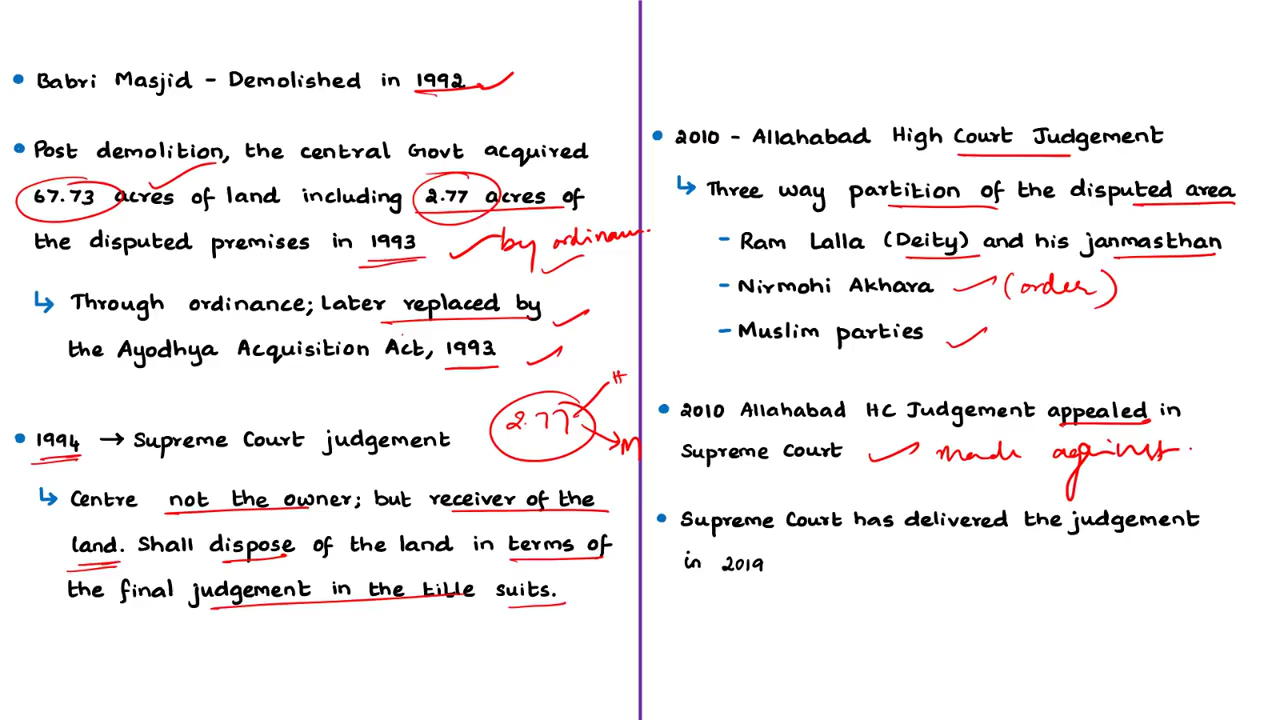 Babri Masjid - Demolished in 1992
Post demolition, the central Govt acquired
67.73 acres of land including 2.77 acres of
the disputed premises in 1993
by ordinance
Through ordinance; Later replaced by
the Ayodhya Acquisition Act, 1993
2.77
H
M
1994 → Supreme Court judgement
Centre not the owner; but receiver of the
land. Shall dispose of the land in terms of
the final judgement in the title suits.
2010 - Allahabad High Court Judgement
Three way partition of the disputed area
- Ram Lalla (Deity) and his janmasthan
- Nirmohi Akhara (order)
- Muslim parties
2010 Allahabad HC Judgement appealed in
Supreme Court made against
Supreme Court has delivered the judgement
in 2019